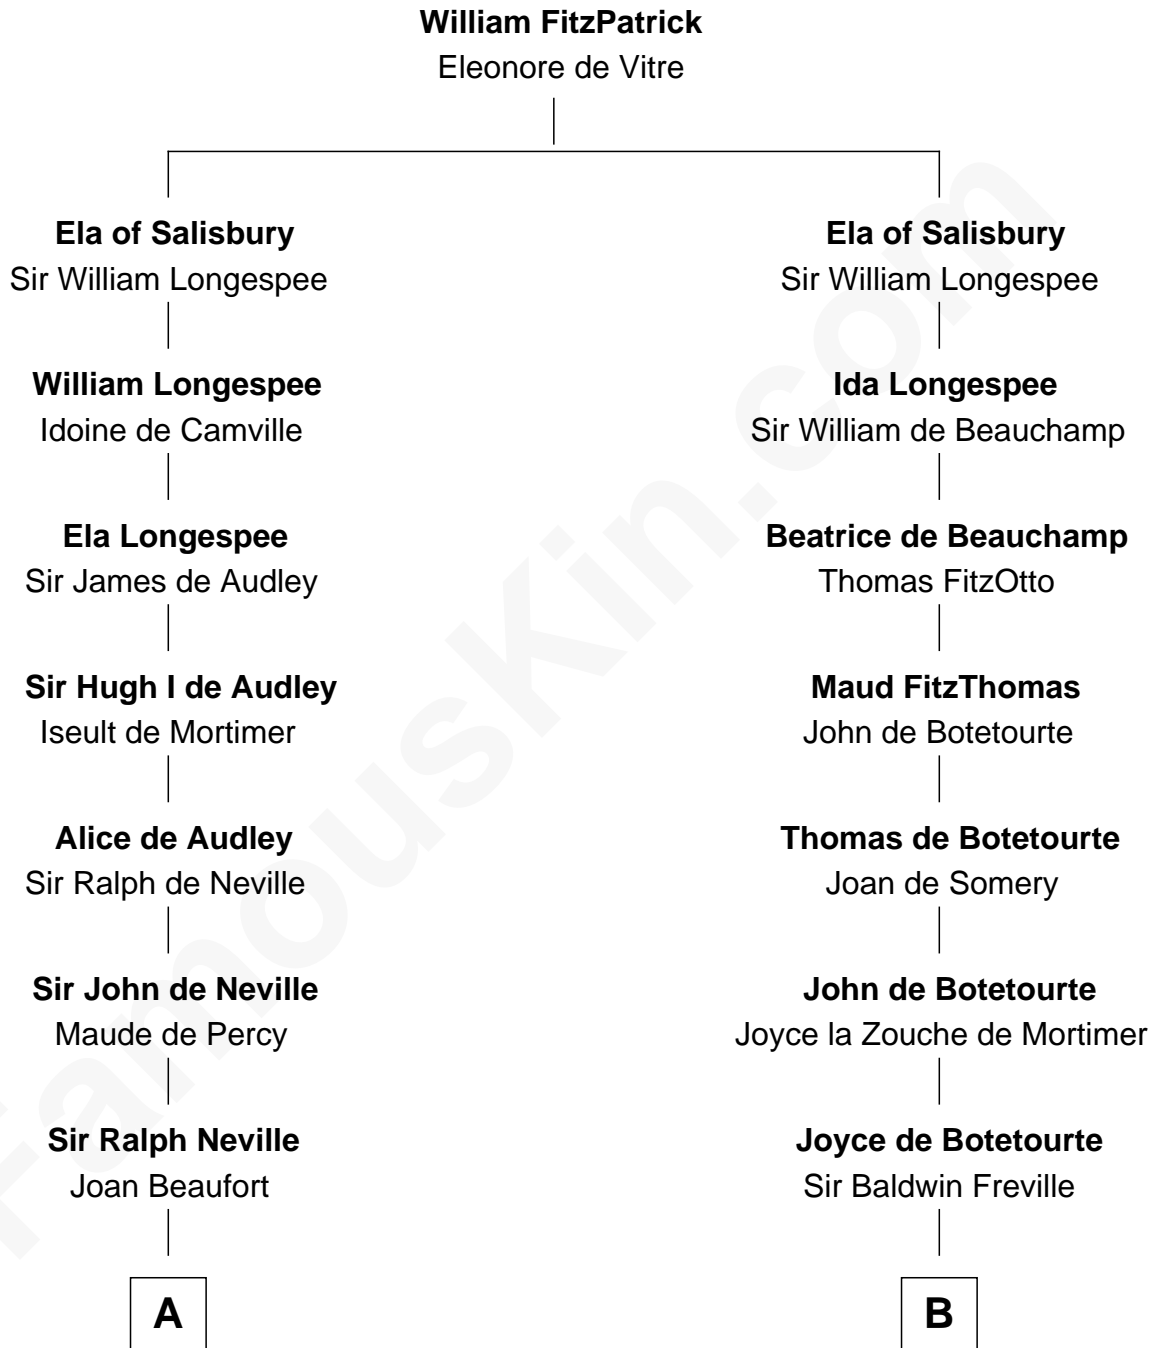 William FitzPatrick
Eleonore de Vitre
Ela of Salisbury
Sir William Longespee
William Longespee
Idoine de Camville
Ela Longespee
Sir James de Audley
Sir Hugh I de Audley
Iseult de Mortimer
Alice de Audley
Sir Ralph de Neville
Sir John de Neville
Maude de Percy
Sir Ralph Neville
Joan Beaufort
A
Ela of Salisbury
Sir William Longespee
Ida Longespee
Sir William de Beauchamp
Beatrice de Beauchamp
Thomas FitzOtto
Maud FitzThomas
John de Botetourte
Thomas de Botetourte
Joan de Somery
John de Botetourte
Joyce la Zouche de Mortimer
Joyce de Botetourte
Sir Baldwin Freville
B
FamousKin.com